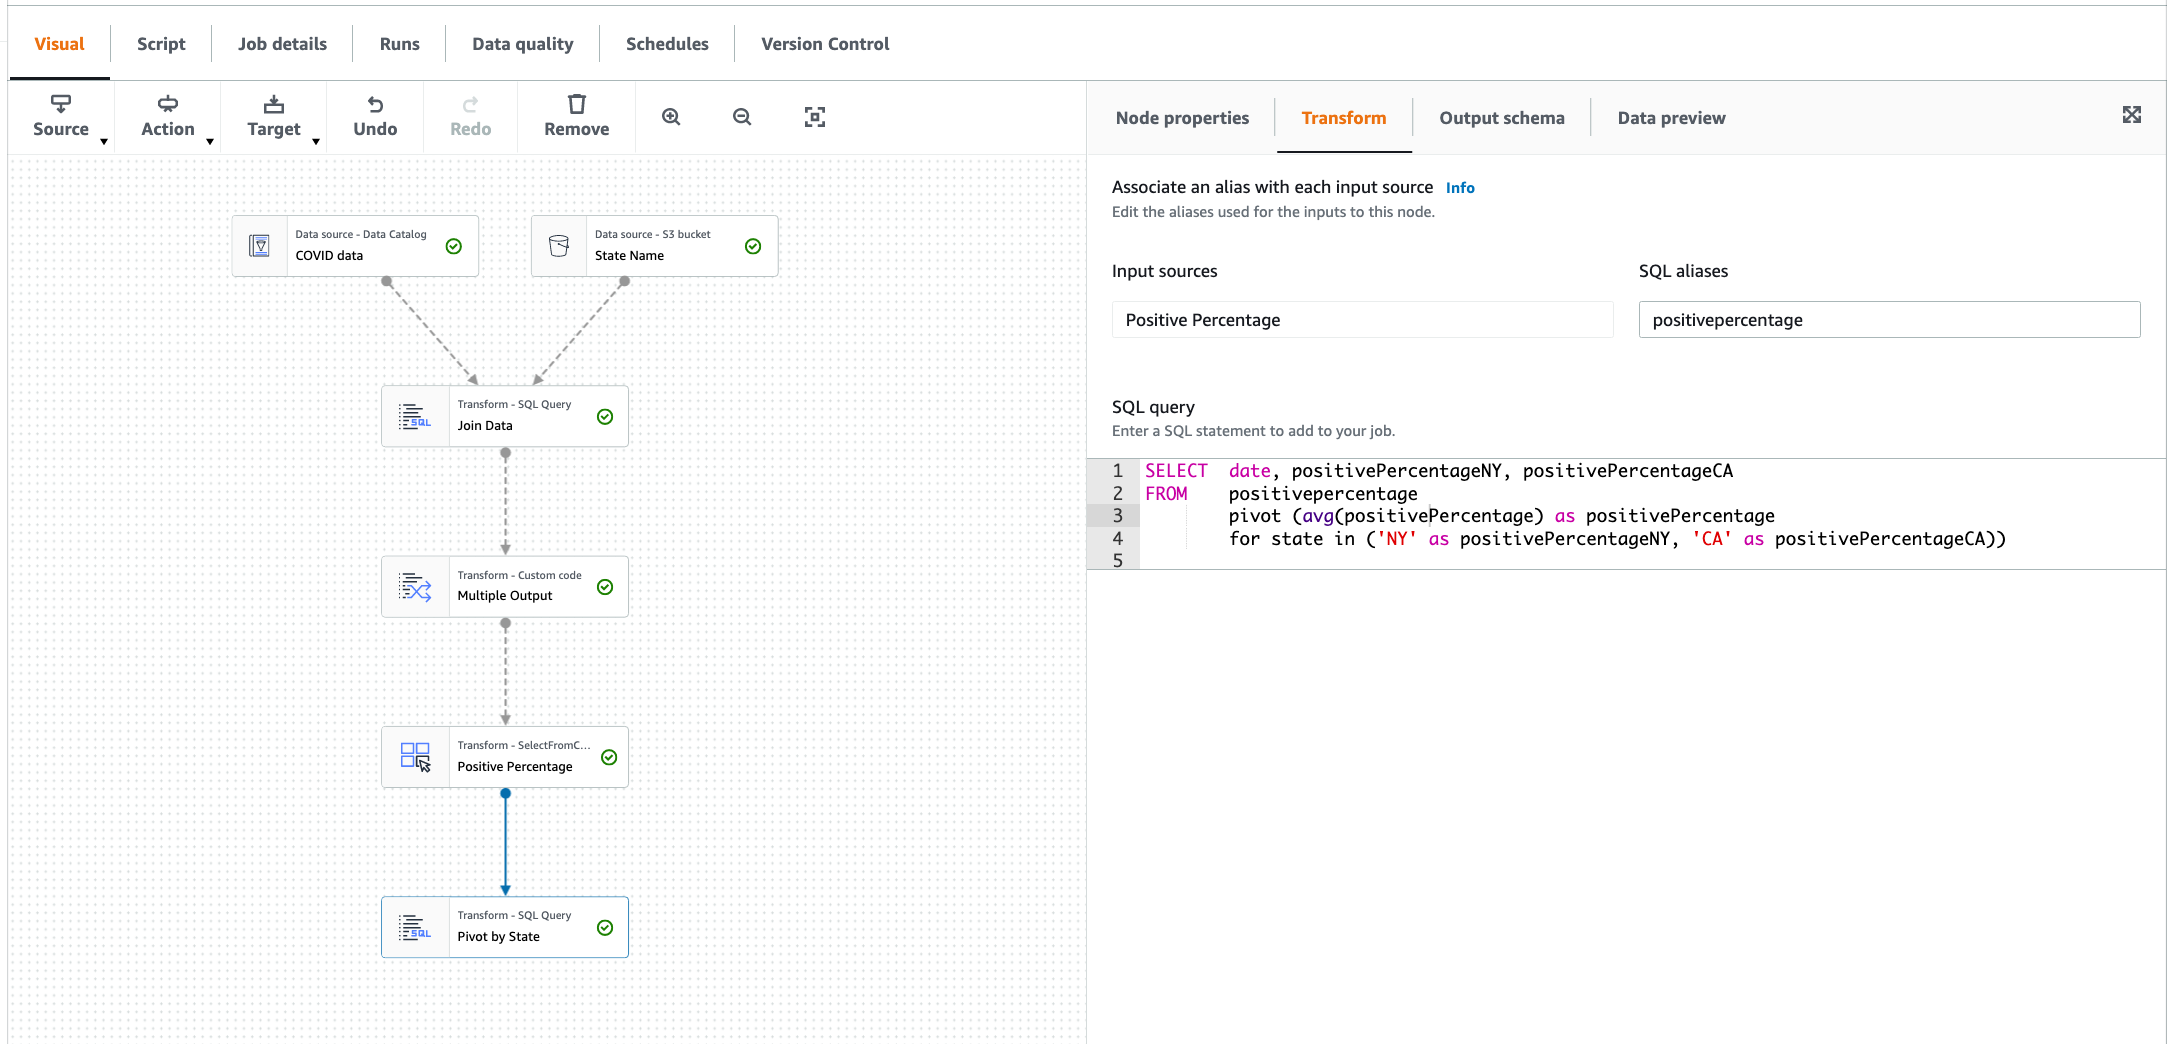 Visual Script Job details Runs Data quality Schedules Version Control
Source Action Target Undo Redo Remove
Node properties Transform Output schema Data preview
Data source - Data Catalog
COVID data
Data source - S3 bucket
State Name
Transform - SQL Query
SQL
Join Data
Transform - Custom code
Multiple Output
Transform - SelectFromC...
Positive Percentage
Transform - SQL Query
SQL
Pivot by State
Associate an alias with each input source Info
Edit the aliases used for the inputs to this node.
Input sources SQL aliases
Positive Percentage positivepercentage
SQL query
Enter a SQL statement to add to your job.
1 SELECT date, positivePercentageNY, positivePercentageCA
2 FROM positivepercentage
3 pivot (avg(positivePercentage) as positivePercentage
4 for state in ('NY' as positivePercentageNY, 'CA' as positivePercentageCA))
5